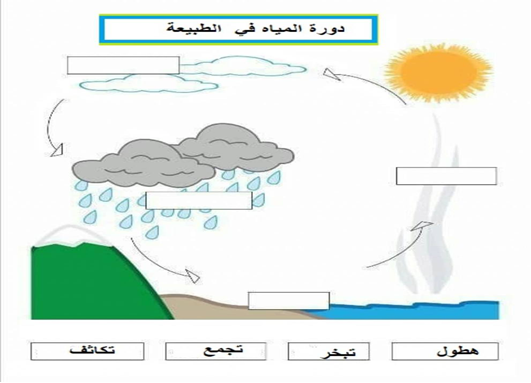 دورة المياه في الطبيعة
هطول تبخر تجمع تكاثف